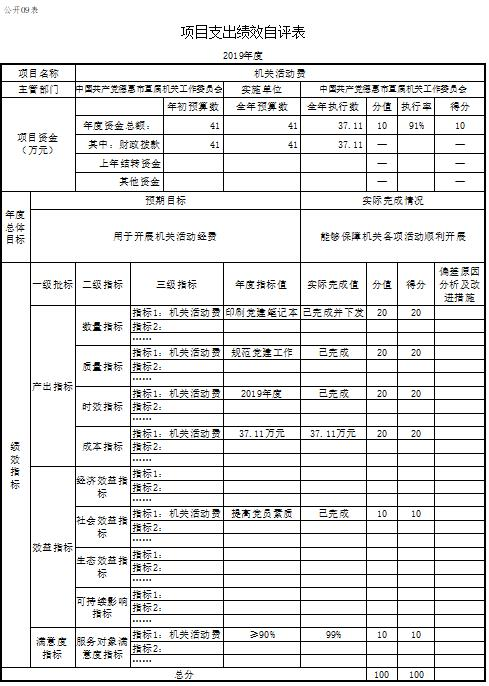 公开09表
项目支出绩效自评表
2019年度
项目名称 机关活动费
主管部门 中国共产党德惠市直属机关工作委员会 实施单位 中国共产党德惠市直属机关工作委员会
项目资金（万元） 年初预算数 全年预算数 全年执行数 分值 执行率 得分
年度资金总额： 41 41 37.11 10 91% 10
其中：财政拨款 41 41 37.11 — —
上年结转资金 — —
其他资金 — —
年度总体目标 预期目标 实际完成情况
用于开展机关活动经费 能够保障机关各项活动顺利开展
绩效指标 一级批标 二级指标 三级指标 年度指标值 实际完成值 分值 得分 偏差原因分析及改进措施
产出指标 数量指标 指标1：机关活动费 印刷党建笔记本 已完成并下发 20 20
指标2：
……
质量指标 指标1：机关活动费 规范党建工作 已完成 20 20
指标2：
……
时效指标 指标1：机关活动费 2019年度 已完成 20 20
指标2：
……
成本指标 指标1：机关活动费 37.11万元 37.11万元 20 20
指标2：
……
效益指标 经济效益指标 指标1：
指标2：
……
社会效益指标 指标1：机关活动费 提高党员素质 已完成 10 10
指标2：
……
生态效益指标 指标1：
指标2：
……
可持续影响指标 指标1：
指标2：
……
满意度指标 服务对象满意度指标 指标1：机关活动费 ≥90% 99% 10 10
指标2：
……
总分 100 100